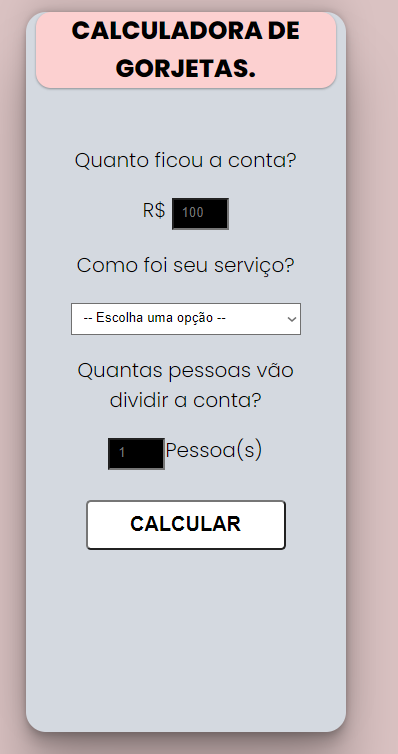 CALCULADORA DE
GORJETAS.
Quanto ficou a conta?
R$ 100
Como foi seu serviço?
-- Escolha uma opção --
Quantas pessoas vão
dividir a conta?
1 Pessoa(s)
CALCULAR